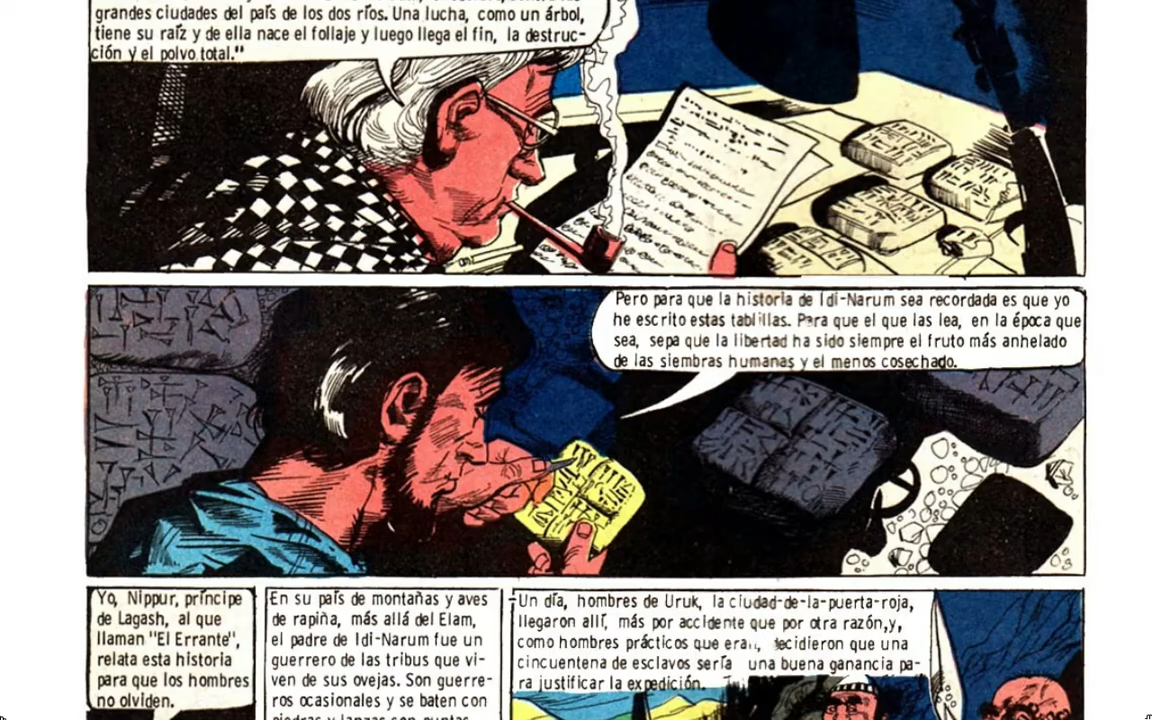 grandes ciudades del país de los dos ríos. Una lucha, como un árbol,
tiene su raíz y de ella nace el follaje y luego llega el fin, la destruc-
ción y el polvo total."
Pero para que la historia de Idi-Narum sea recordada es que yo
he escrito estas tablillas. Para que el que las lea, en la época que
sea, sepa que la libertad ha sido siempre el fruto más anhelado
de las siembras humanas y el menos cosechado.
Yo, Nippur, príncipe
de Lagash, al que
llaman "El Errante",
relata esta historia
para que los hombres
no olviden.
En su país de montañas y aves
de rapiña, más allá del Elam,
el padre de Idi-Narum fue un
guerrero de las tribus que vi-
ven de sus ovejas. Son guerre-
ros ocasionales y se baten con
piedras y lanzas con puntas
Un día, hombres de Uruk, la ciudad-de-la-puerta-roja,
llegaron allí, más por accidente que por otra razón, y,
como hombres prácticos que eran, decidieron que una
cincuentena de esclavos sería una buena ganancia pa-
ra justificar la expedición.